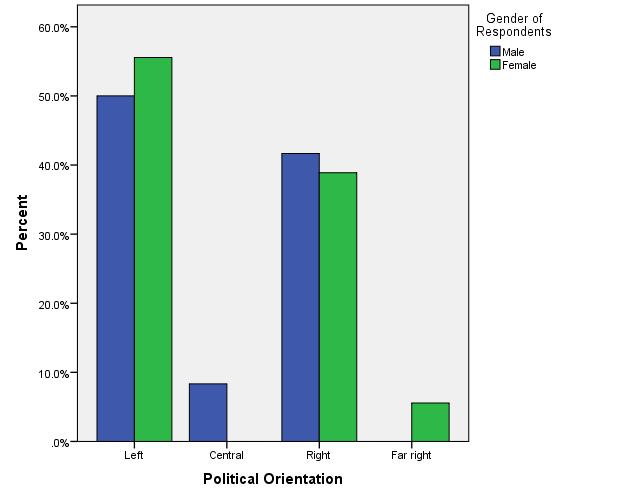 Gender of
Respondents
Male
Female
60.0%
50.0%
40.0%
30.0%
20.0%
10.0%
.0%
Percent
Left
Central
Right
Far right
Political Orientation